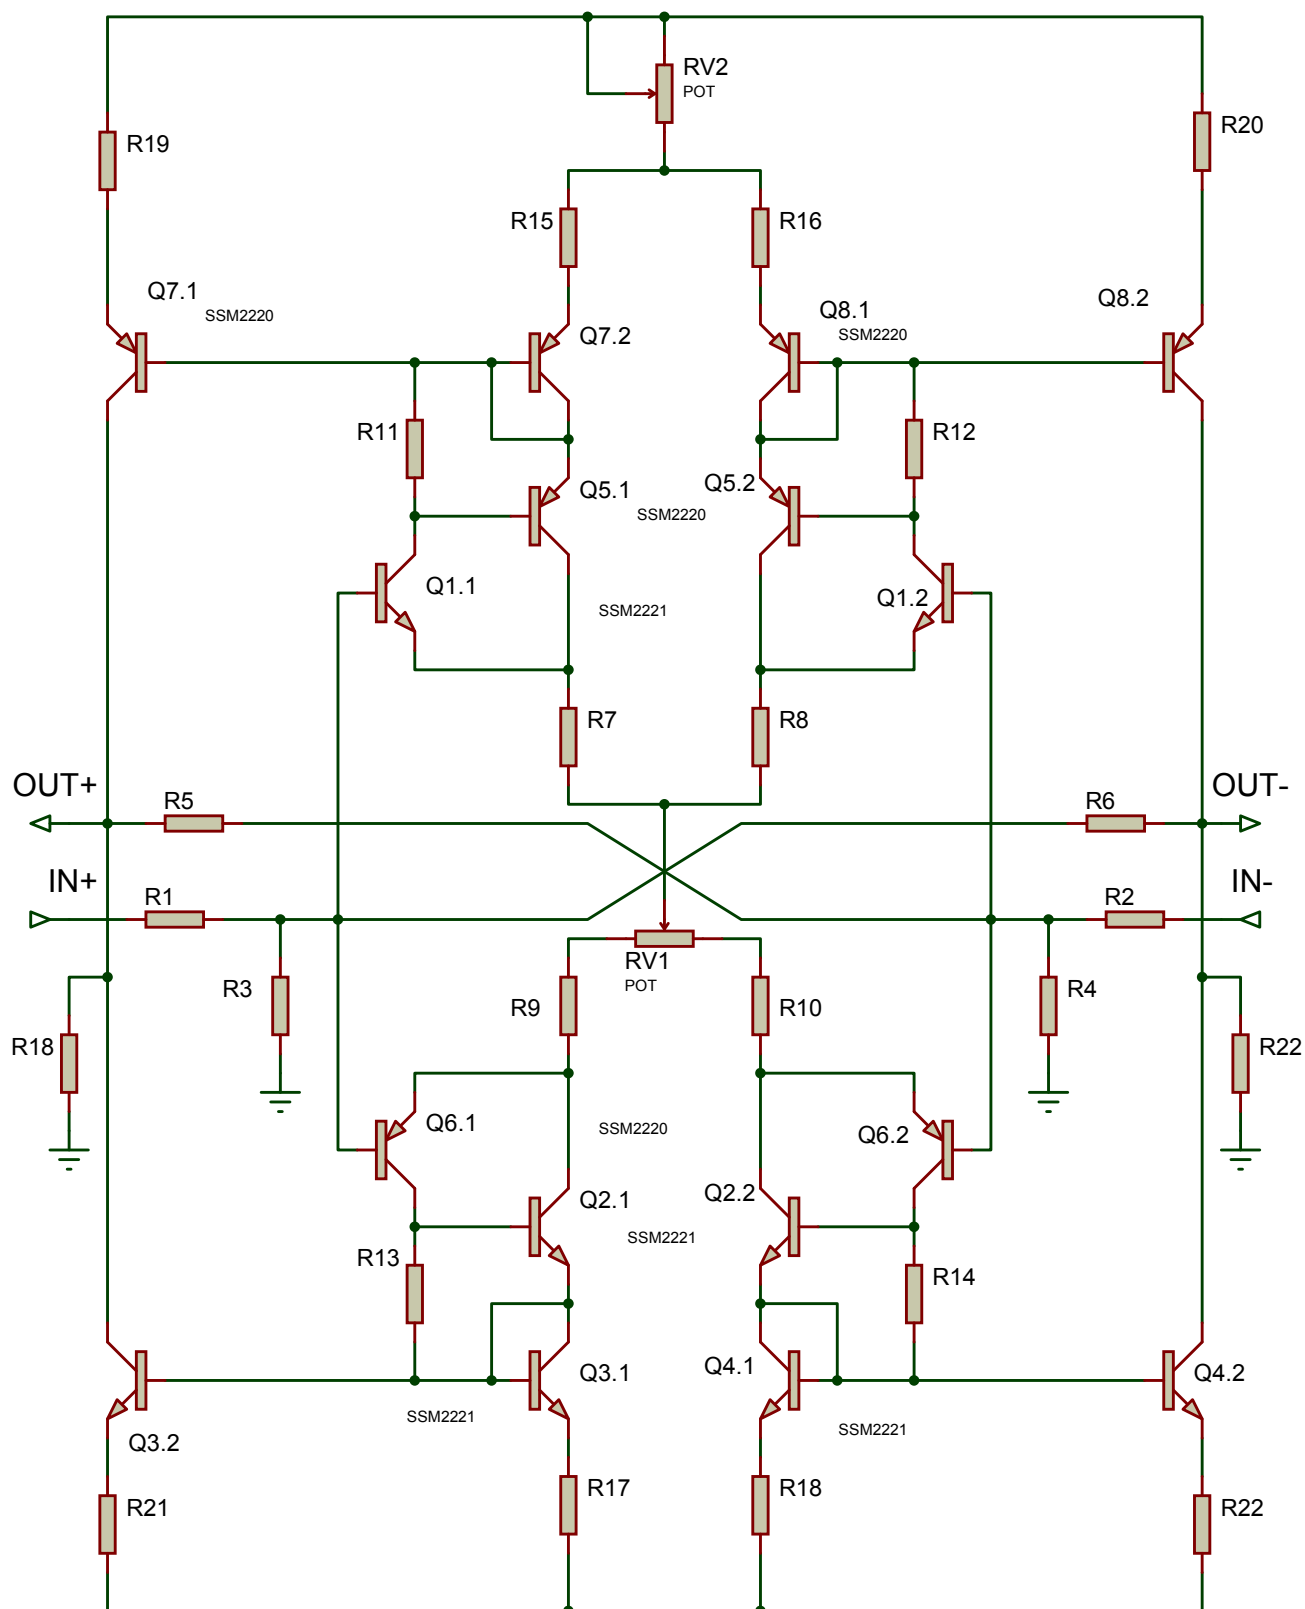 RV2
POT
R19
R20
R15
R16
Q7.1
SSM2220
Q7.2
Q8.1
SSM2220
Q8.2
R11
R12
Q5.1
SSM2220
Q5.2
Q1.1
SSM2221
Q1.2
R7
R8
OUT+
R5
R6
OUT-
IN+
R1
R2
IN-
RV1
POT
R3
R9
R10
R4
R18
R22
Q6.1
SSM2220
Q6.2
Q2.1
SSM2221
Q2.2
R13
R14
Q3.1
SSM2221
Q4.1
SSM2221
Q4.2
Q3.2
R21
R17
R18
R22